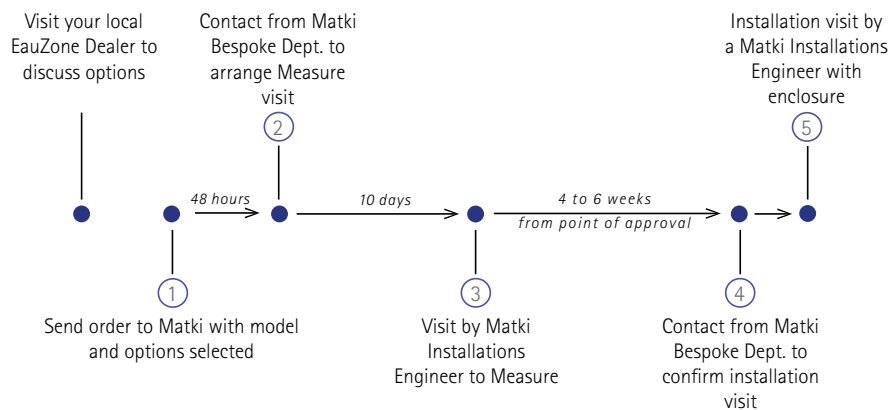 Visit your local
EauZone Dealer to
discuss options
Contact from Matki
Bespoke Dept. to
arrange Measure
visit
2
Installation visit by
a Matki Installations
Engineer with
enclosure
5
48 hours
10 days
4 to 6 weeks
from point of approval
1
Send order to Matki with model
and options selected
3
Visit by Matki
Installations
Engineer to Measure
4
Contact from Matki
Bespoke Dept. to
confirm installation
visit